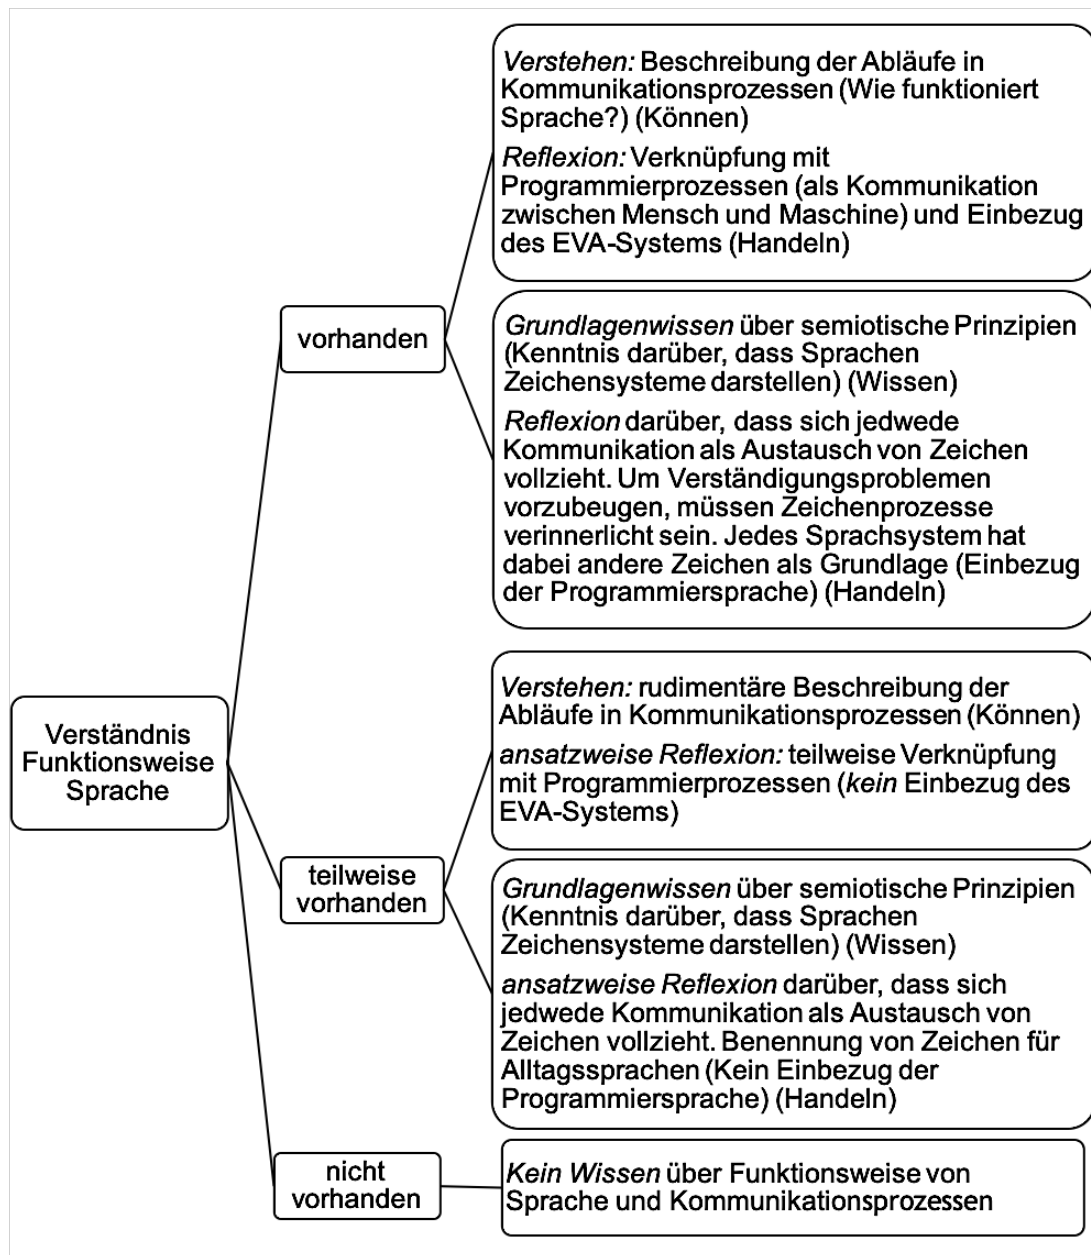 Verstehen: Beschreibung der Abläufe in
Kommunikationsprozessen (Wie funktioniert
Sprache?) (Können)
Reflexion: Verknüpfung mit
Programmierprozessen (als Kommunikation
zwischen Mensch und Maschine) und Einbezug
des EVA-Systems (Handeln)
vorhanden
Grundlagenwissen über semiotische Prinzipien
(Kenntnis darüber, dass Sprachen
Zeichensysteme darstellen) (Wissen)
Reflexion darüber, dass sich jedwede
Kommunikation als Austausch von Zeichen
vollzieht. Um Verständigungsproblemen
vorzubeugen, müssen Zeichenprozesse
verinnerlicht sein. Jedes Sprachsystem hat
dabei andere Zeichen als Grundlage (Einbezug
der Programmiersprache) (Handeln)
Verständnis
Funktionsweise
Sprache
Verstehen: rudimentäre Beschreibung der
Abläufe in Kommunikationsprozessen (Können)
ansatzweise Reflexion: teilweise Verknüpfung
mit Programmierprozessen (kein Einbezug des
EVA-Systems)
teilweise
vorhanden
Grundlagenwissen über semiotische Prinzipien
(Kenntnis darüber, dass Sprachen
Zeichensysteme darstellen) (Wissen)
ansatzweise Reflexion darüber, dass sich
jedwede Kommunikation als Austausch von
Zeichen vollzieht. Benennung von Zeichen für
Alltagssprachen (Kein Einbezug der
Programmiersprache) (Handeln)
nicht
vorhanden
Kein Wissen über Funktionsweise von
Sprache und Kommunikationsprozessen